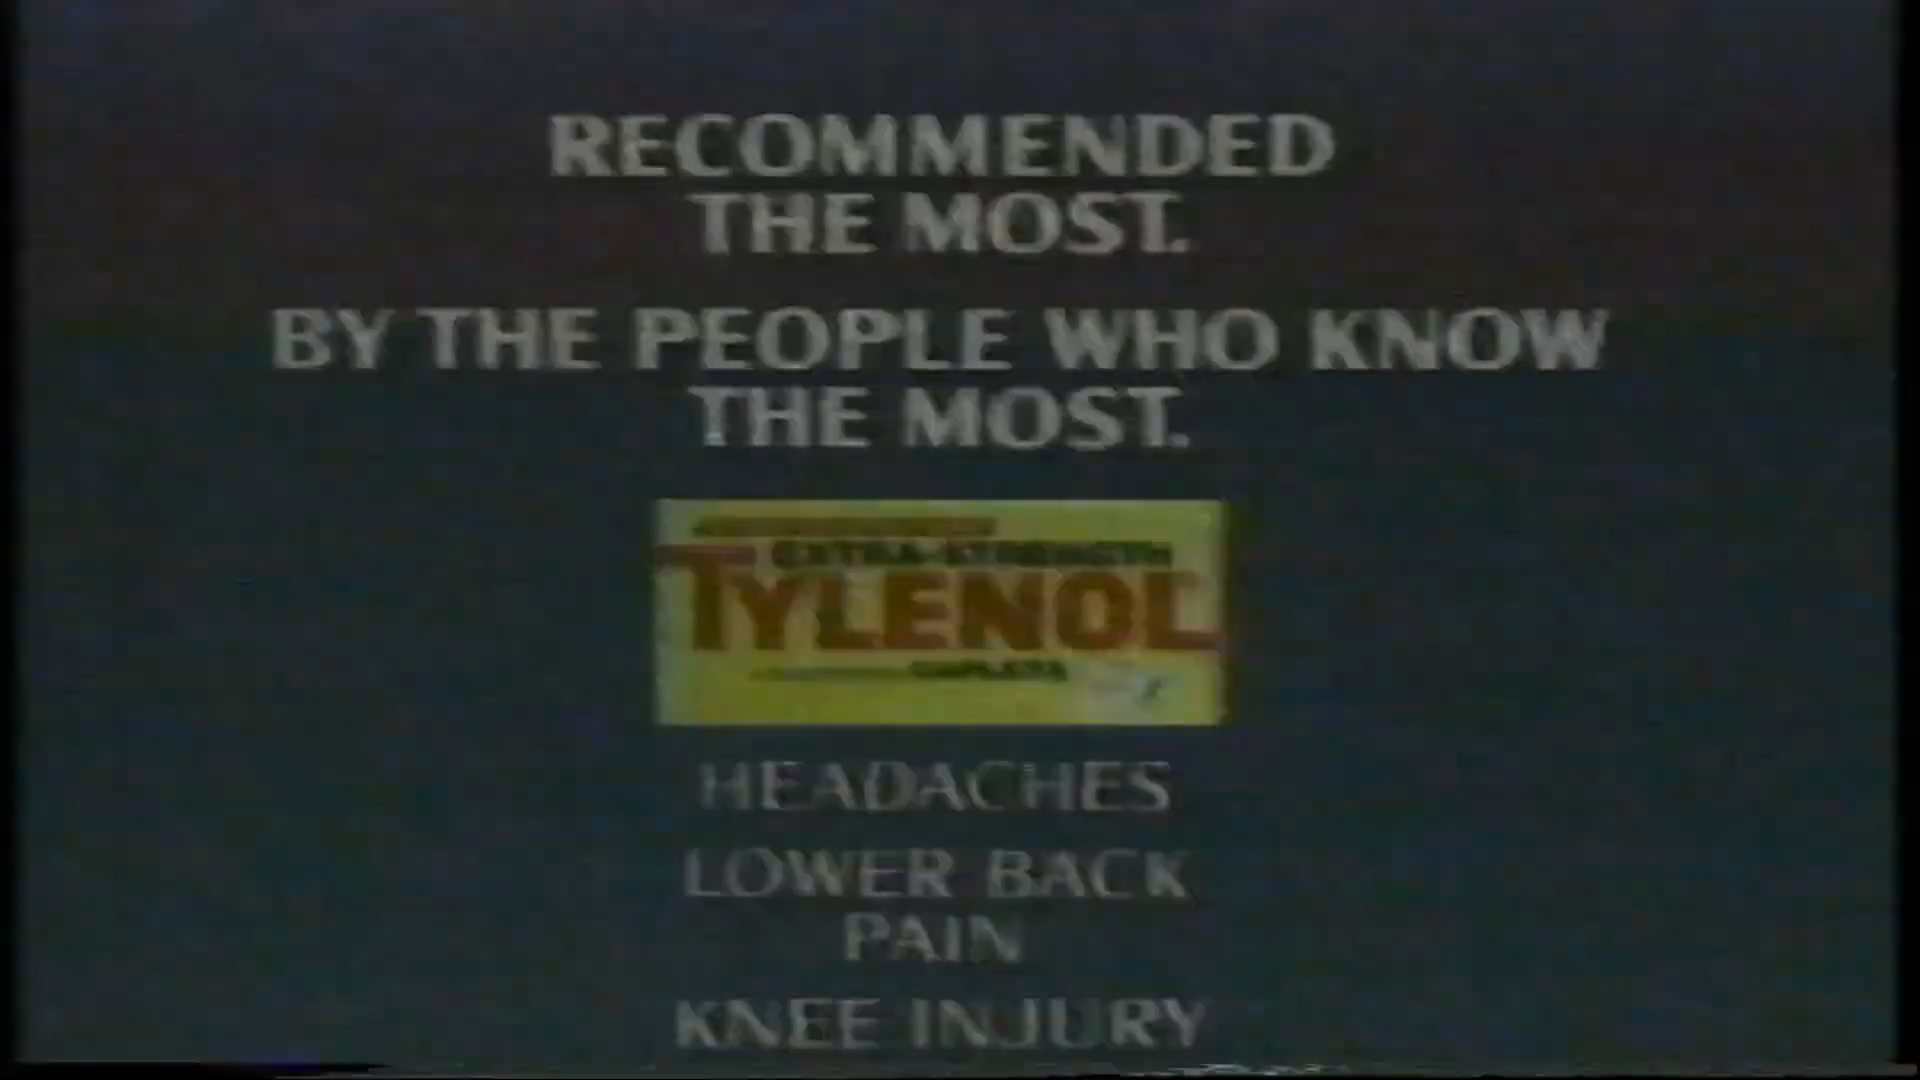 RECOMMENDED
THE MOST.
BY THE PEOPLE WHO KNOW
THE MOST.
EXTRA-STRENGTH
TYLENOL
CAPLETS
HEADACHES
LOWER BACK
PAIN
KNEE INJURY